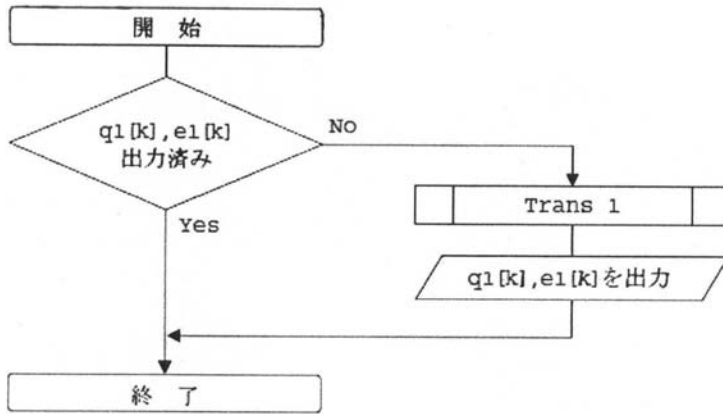 開 始
q1[k],e1[k]
出力済み
No
Trans 1
Yes
q1[k],e1[k]を出力
終 了